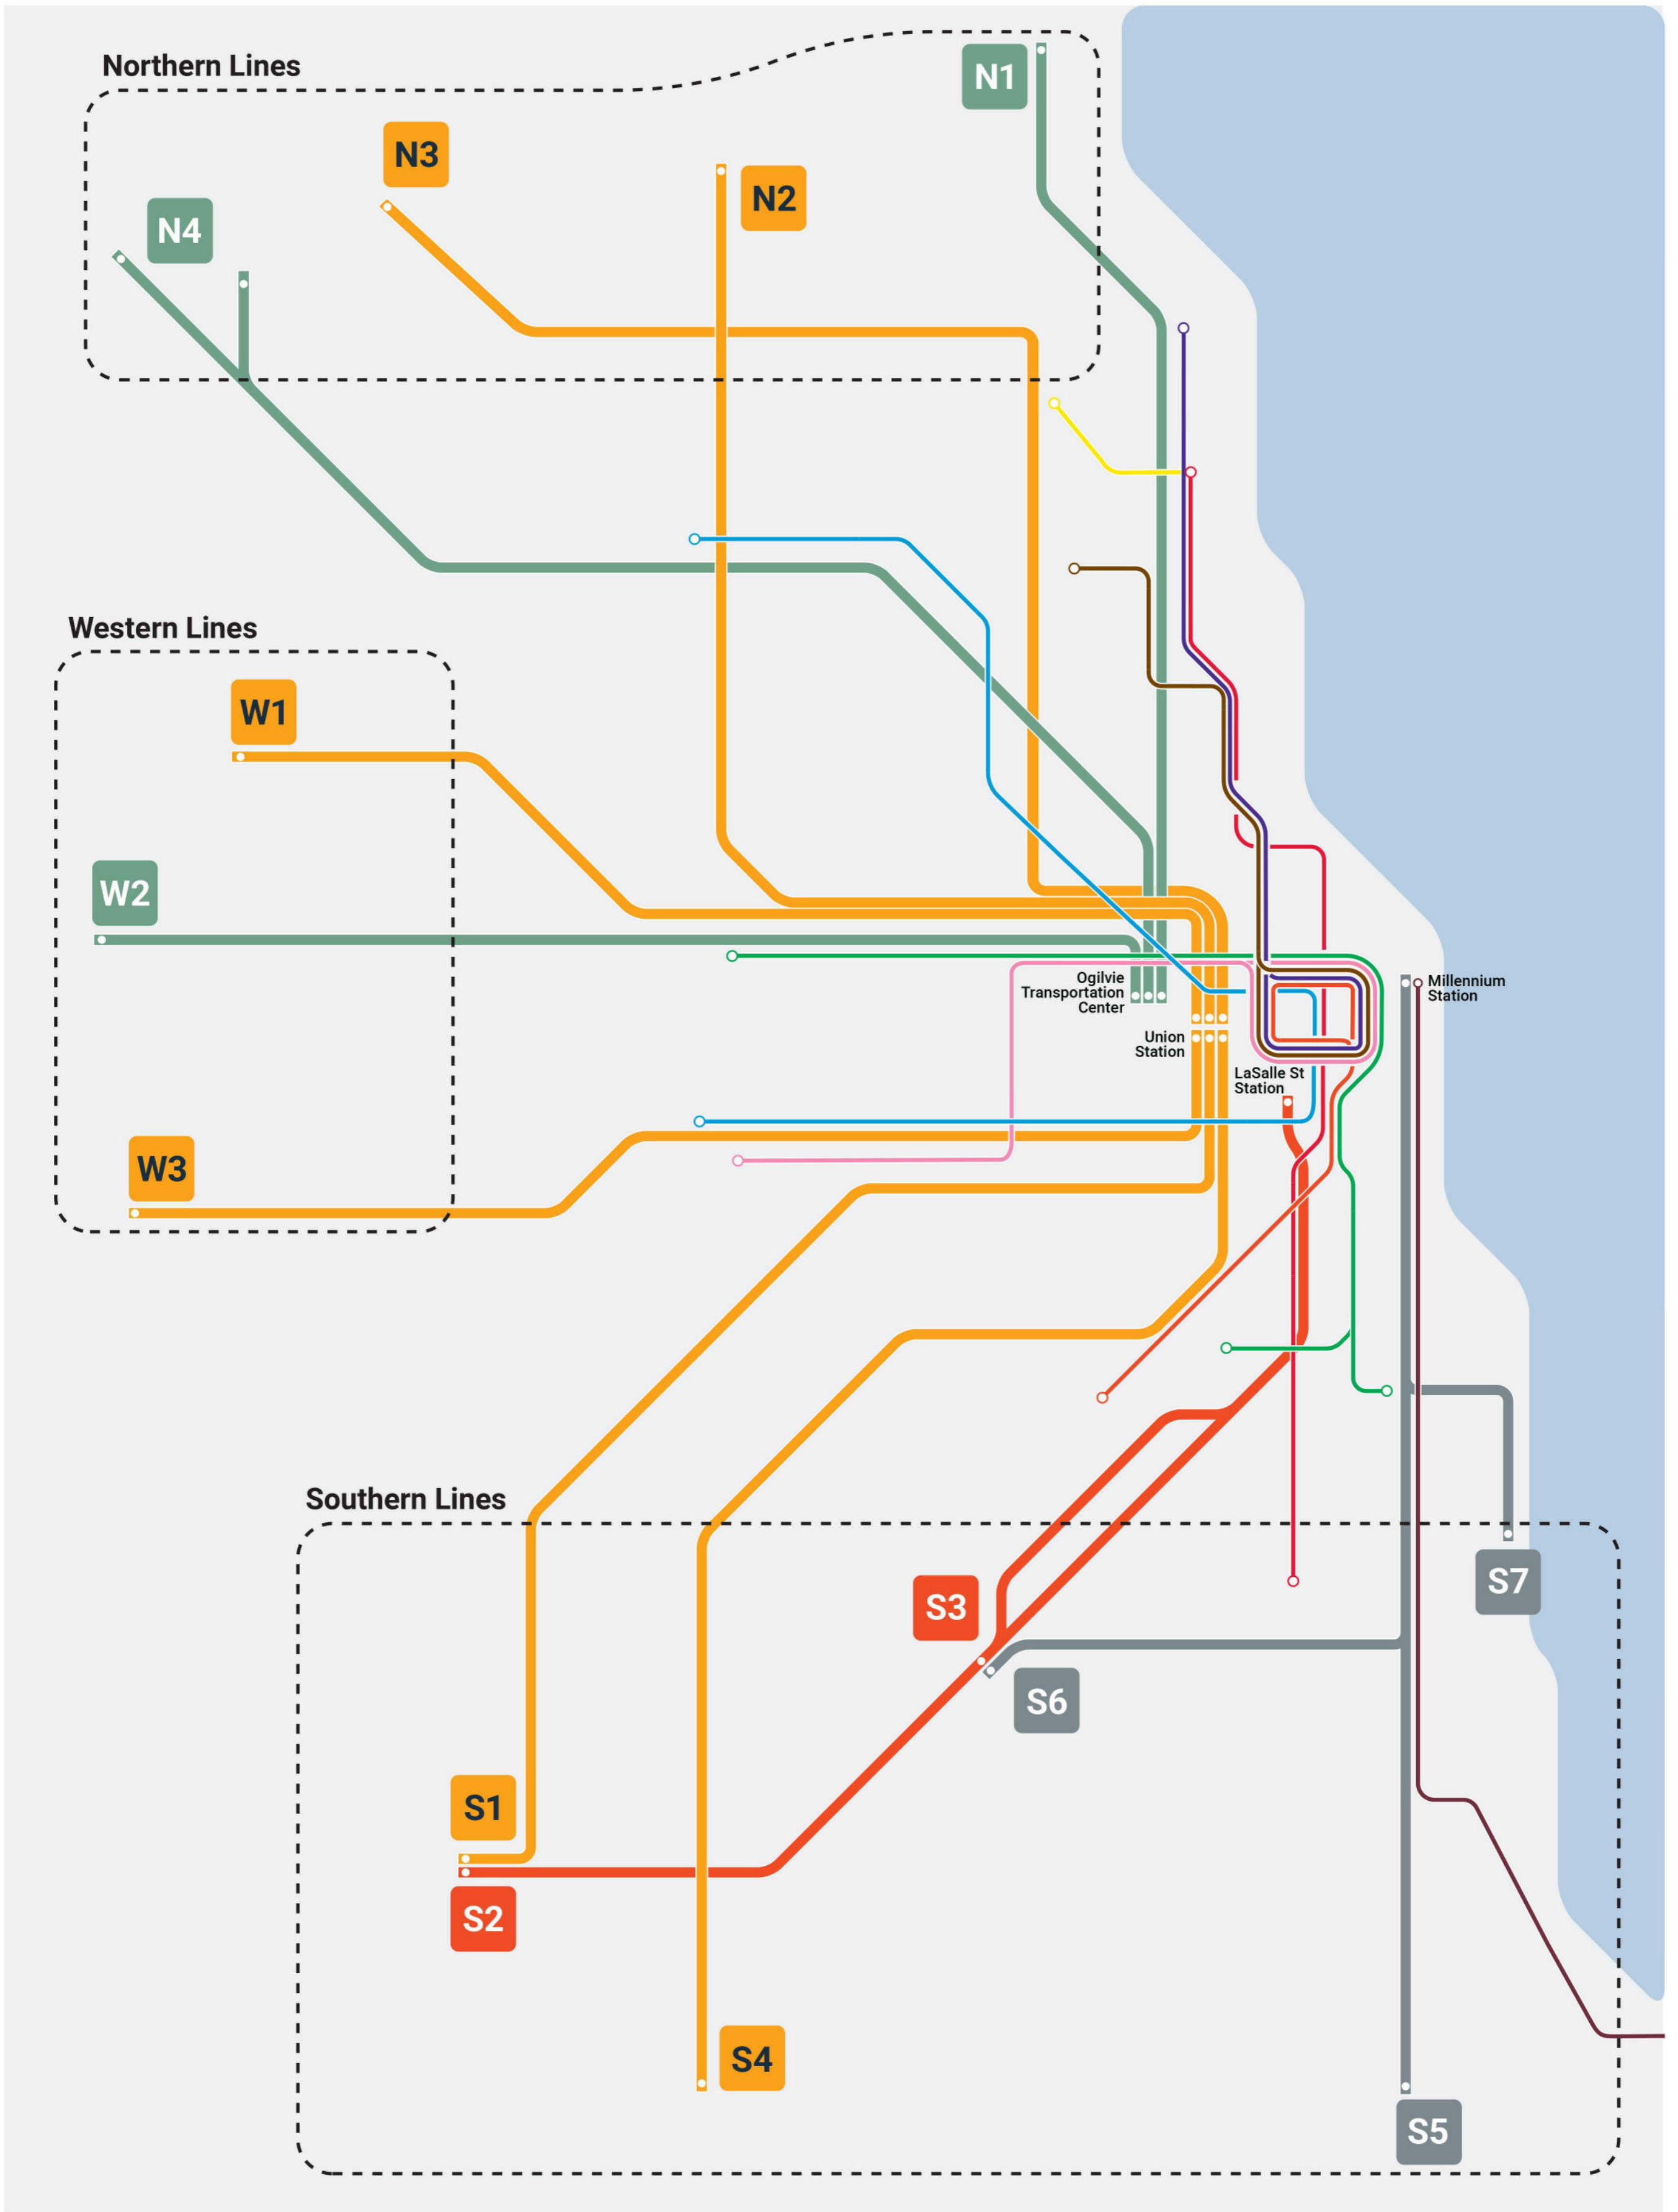 Northern Lines
N1
N3
N2
N4
Western Lines
W1
W2
Ogilvie
Transportation
Center
Millennium
Station
Union
Station
LaSalle St
Station
W3
Southern Lines
S7
S3
S6
S1
S2
S4
S5